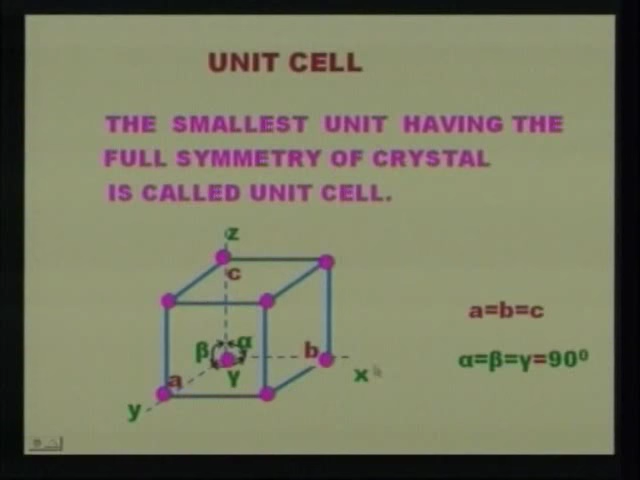 UNIT CELL
THE SMALLEST UNIT HAVING THE
FULL SYMMETRY OF CRYSTAL
IS CALLED UNIT CELL.
z
c
a=b=c
β α
b
α=β=γ=90⁰
a γ
x
y